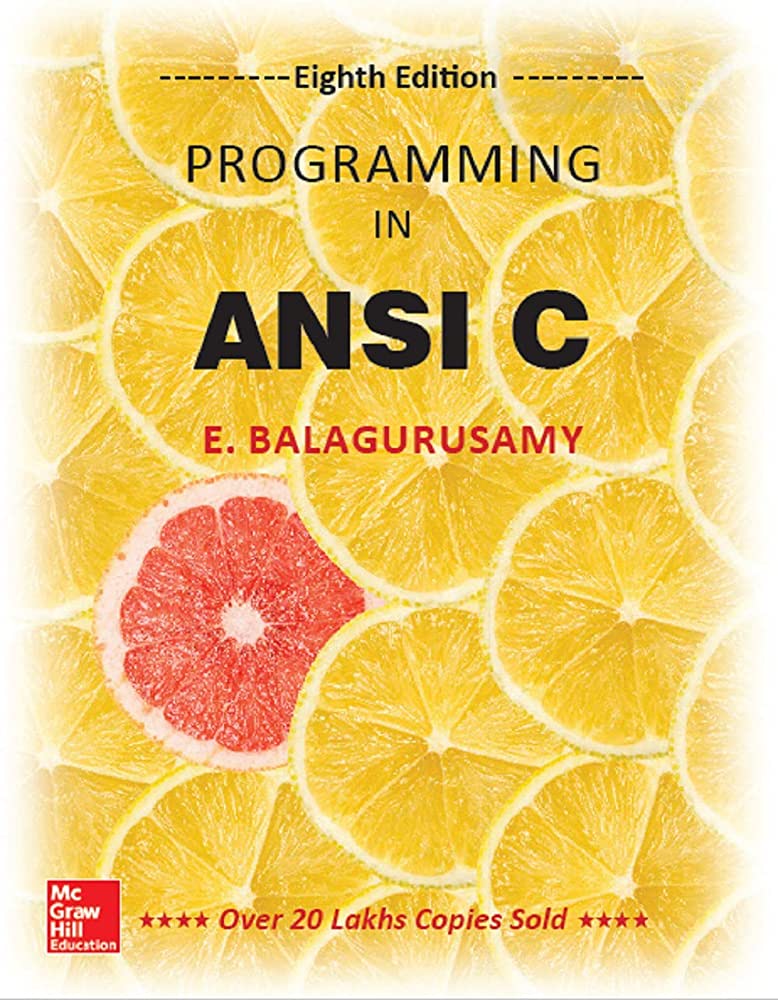 ---------Eighth Edition ---------
PROGRAMMING
IN
ANSI C
E. BALAGURUSAMY
Mc
Graw
Hill
Education
★★★★ Over 20 Lakhs Copies Sold ★★★★